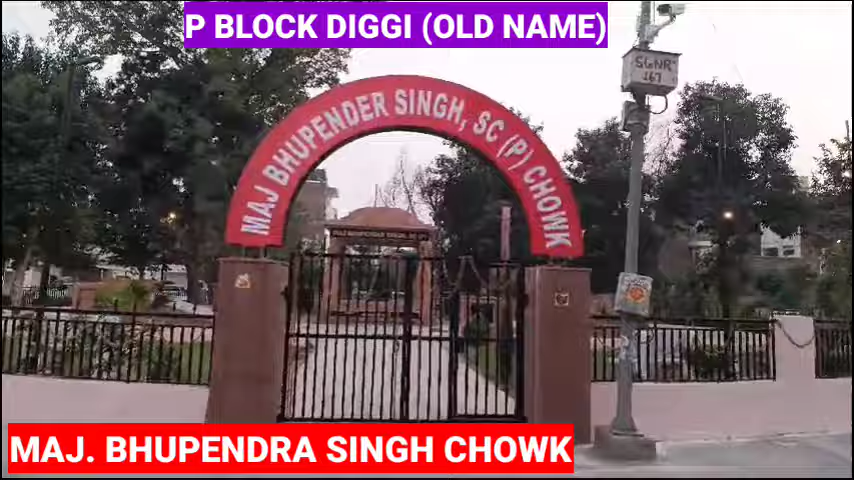 P BLOCK DIGGI (OLD NAME)
SGNR
167
MAJ BHUPENDER SINGH, SC (P) CHOWK
MAJ. BHUPENDRA SINGH CHOWK